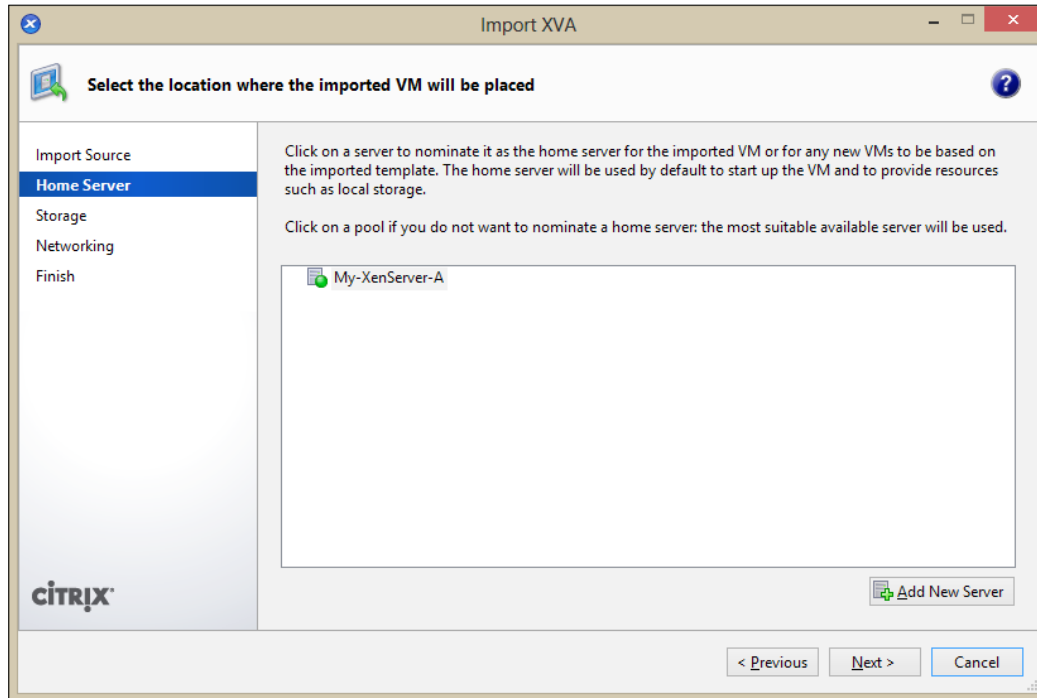 Import XVA
Select the location where the imported VM will be placed
?
Import Source
Home Server
Storage
Networking
Finish
Click on a server to nominate it as the home server for the imported VM or for any new VMs to be based on
the imported template. The home server will be used by default to start up the VM and to provide resources
such as local storage.
Click on a pool if you do not want to nominate a home server: the most suitable available server will be used.
My-XenServer-A
CİTRIX
Add New Server
< Previous
Next >
Cancel